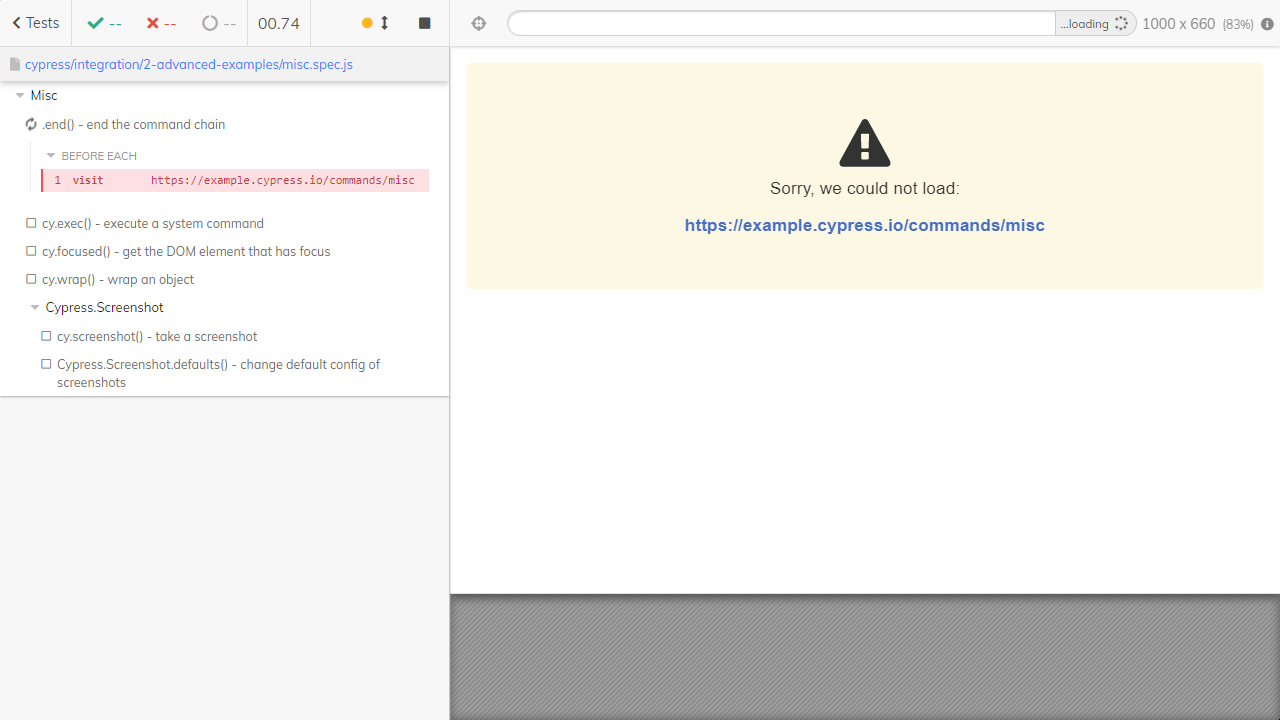 Tests
--
--
--
00.74
...loading
1000 x 660 (83%)
cypress/integration/2-advanced-examples/misc.spec.js
Misc
.end() - end the command chain
BEFORE EACH
1 visit https://example.cypress.io/commands/misc
cy.exec() - execute a system command
cy.focused() - get the DOM element that has focus
cy.wrap() - wrap an object
Cypress.Screenshot
cy.screenshot() - take a screenshot
Cypress.Screenshot.defaults() - change default config of
screenshots
Sorry, we could not load:
https://example.cypress.io/commands/misc